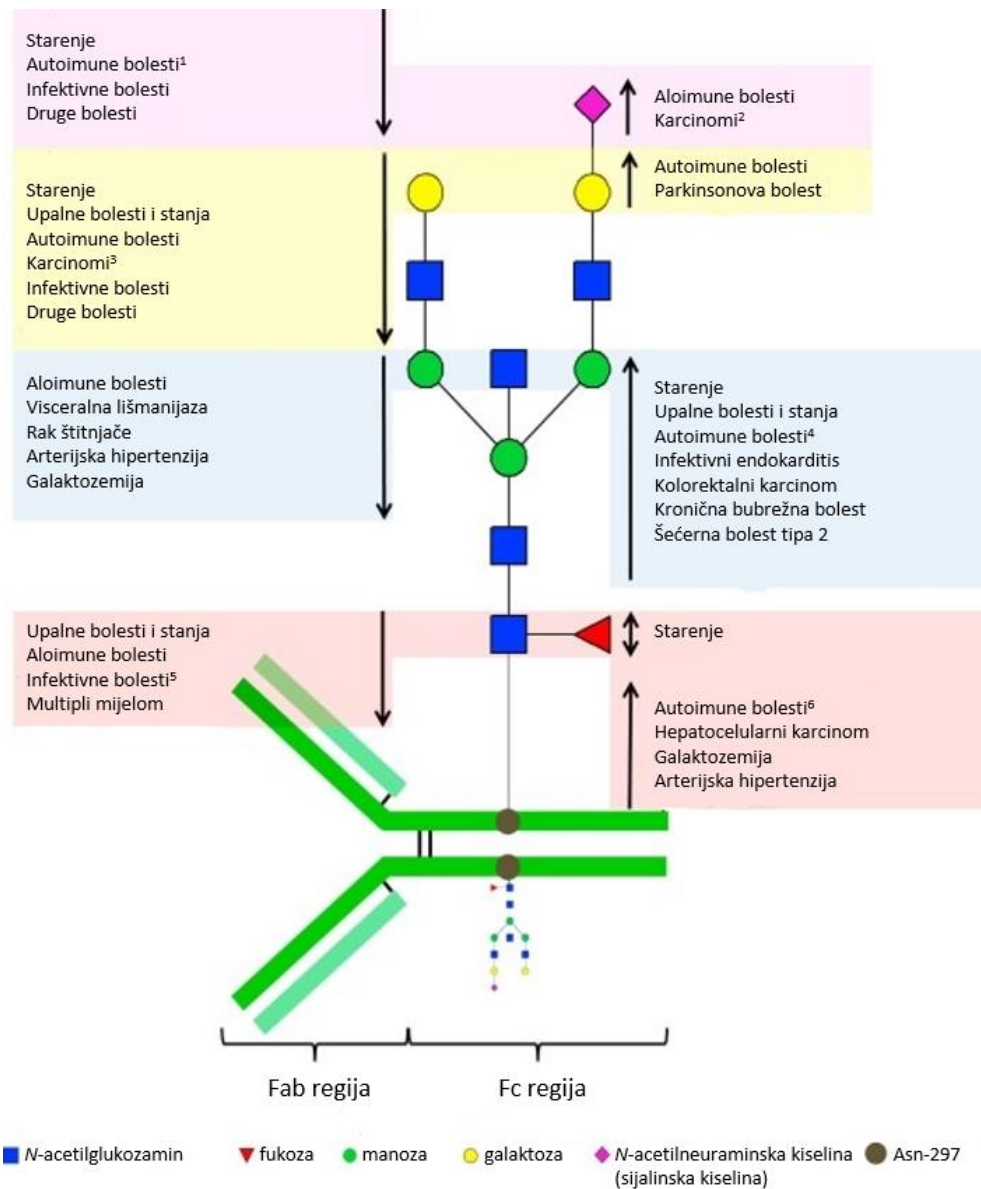 Starenje
Autoimune bolesti¹
Infektivne bolesti
Druge bolesti
Aloimune bolesti
Karcinomi²
Autoimune bolesti
Parkinsonova bolest
Starenje
Upalne bolesti i stanja
Autoimune bolesti
Karcinomi³
Infektivne bolesti
Druge bolesti
Aloimune bolesti
Visceralna lišmanijaza
Rak štitnjače
Arterijska hipertenzija
Galaktozemija
Starenje
Upalne bolesti i stanja
Autoimune bolesti⁴
Infektivni endokarditis
Kolorektalni karcinom
Kronična bubrežna bolest
Šećerna bolest tipa 2
Upalne bolesti i stanja
Aloimune bolesti
Infektivne bolesti⁵
Multipli mijelom
Starenje
Autoimune bolesti⁶
Hepatocelularni karcinom
Galaktozemija
Arterijska hipertenzija
Fab regija
Fc regija
N-acetilglukozamin
fukoza
manoza
galaktoza
N-acetilneuraminska kiselina
(sijalinska kiselina)
Asn-297